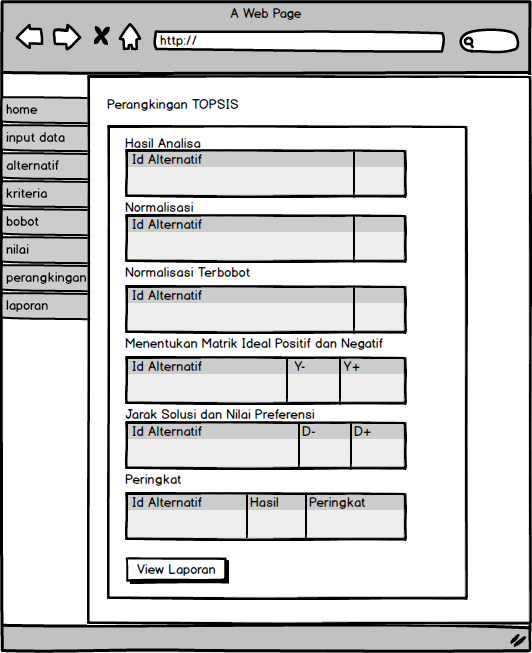 A Web Page
http://
home
input data
alternatif
kriteria
bobot
nilai
perangkingan
laporan
Perangkingan TOPSIS
Hasil Analisa
Id Alternatif
Normalisasi
Id Alternatif
Normalisasi Terbobot
Id Alternatif
Menentukan Matrik Ideal Positif dan Negatif
Id Alternatif Y- Y+
Jarak Solusi dan Nilai Preferensi
Id Alternatif D- D+
Peringkat
Id Alternatif Hasil Peringkat
View Laporan